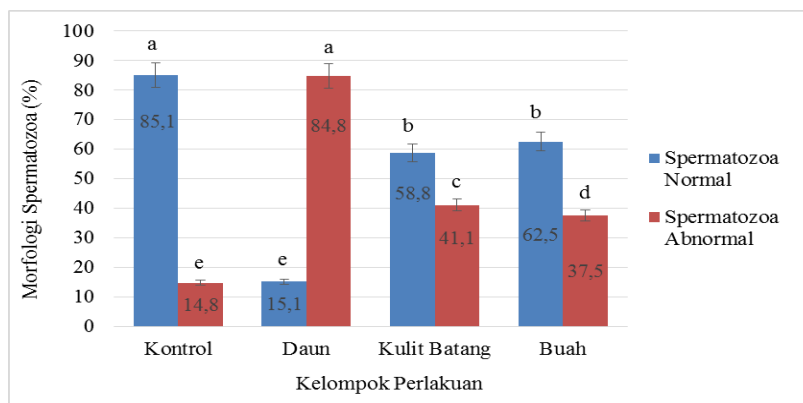 100
90
80
70
60
50
40
30
20
10
0
Morfologi Spermatozoa (%)
a
85,1
e
14,8
e
15,1
a
84,8
b
58,8
c
41,1
b
62,5
d
37,5
Kontrol
Daun
Kulit Batang
Buah
Kelompok Perlakuan
Spermatozoa
Normal
Spermatozoa
Abnormal